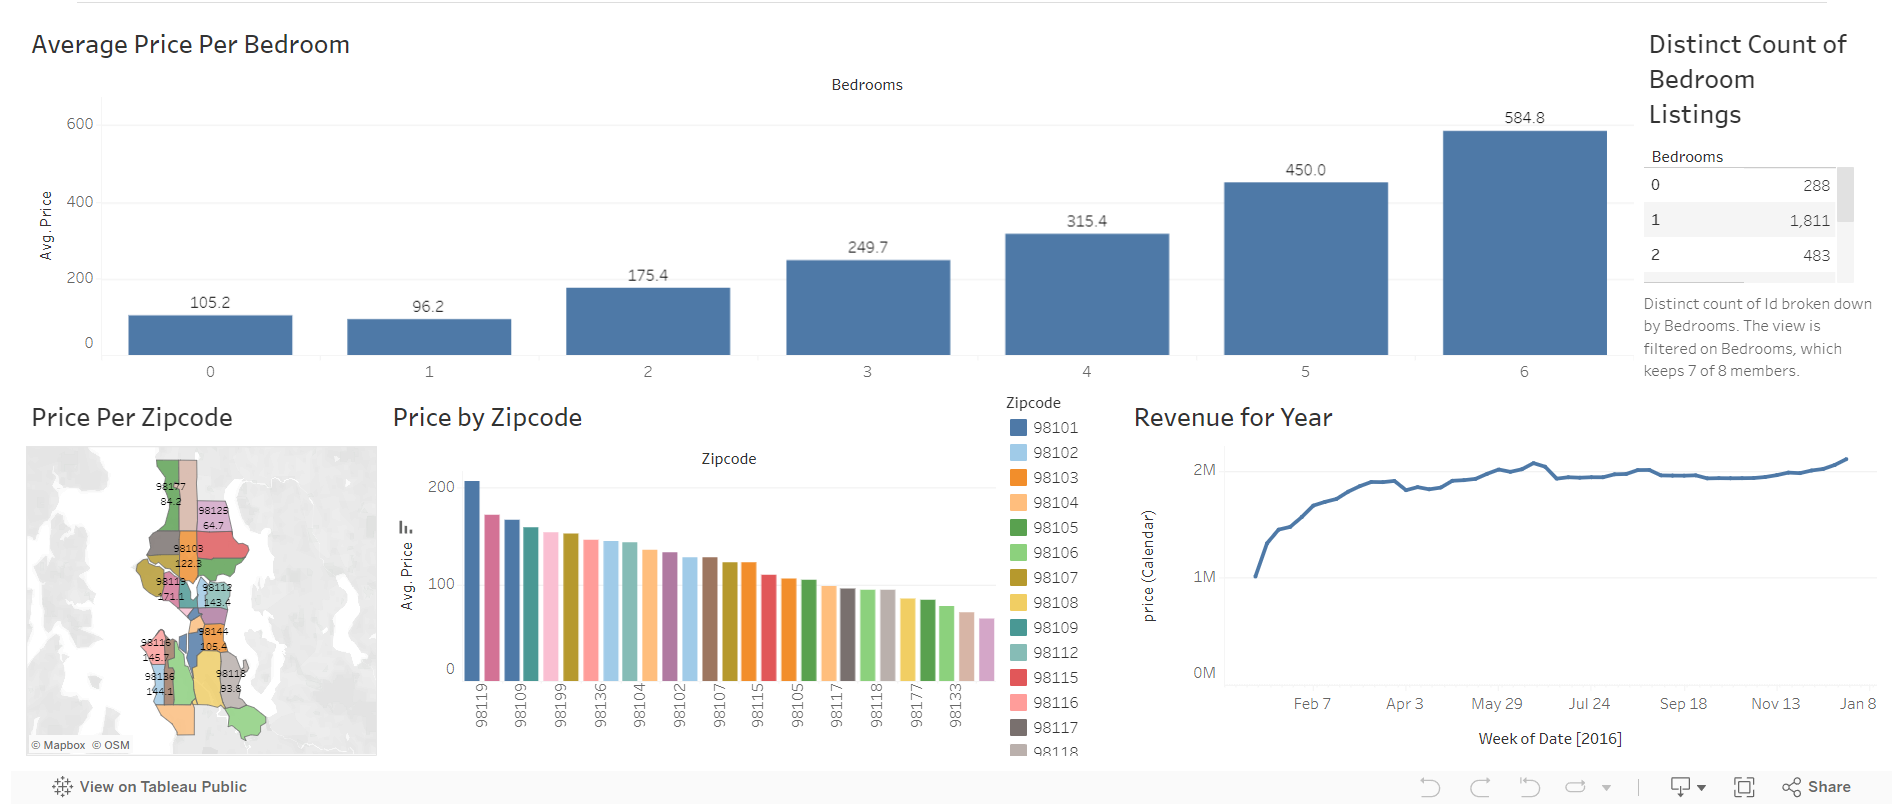 Average Price Per Bedroom
Bedrooms
Avg. Price
600
400
200
0
105.2
96.2
175.4
249.7
315.4
450.0
584.8
0
1
2
3
4
5
6
Distinct Count of
Bedroom
Listings
Bedrooms
0 288
1 1,811
2 483
Distinct count of Id broken down
by Bedrooms. The view is
filtered on Bedrooms, which
keeps 7 of 8 members.
Price Per Zipcode
98177
84.2
98125
64.7
98103
122.3
98119
171.1
98112
143.4
98144
105.4
98116
145.7
98136
144.1
98118
93.8
© Mapbox © OSM
Price by Zipcode
Zipcode
Avg. Price
200
100
0
98119
98109
98199
98136
98104
98102
98107
98115
98105
98117
98118
98177
98133
Zipcode
98101
98102
98103
98104
98105
98106
98107
98108
98109
98112
98115
98116
98117
98118
Revenue for Year
price (Calendar)
2M
1M
0M
Feb 7
Apr 3
May 29
Jul 24
Sep 18
Nov 13
Jan 8
Week of Date [2016]
View on Tableau Public
Share